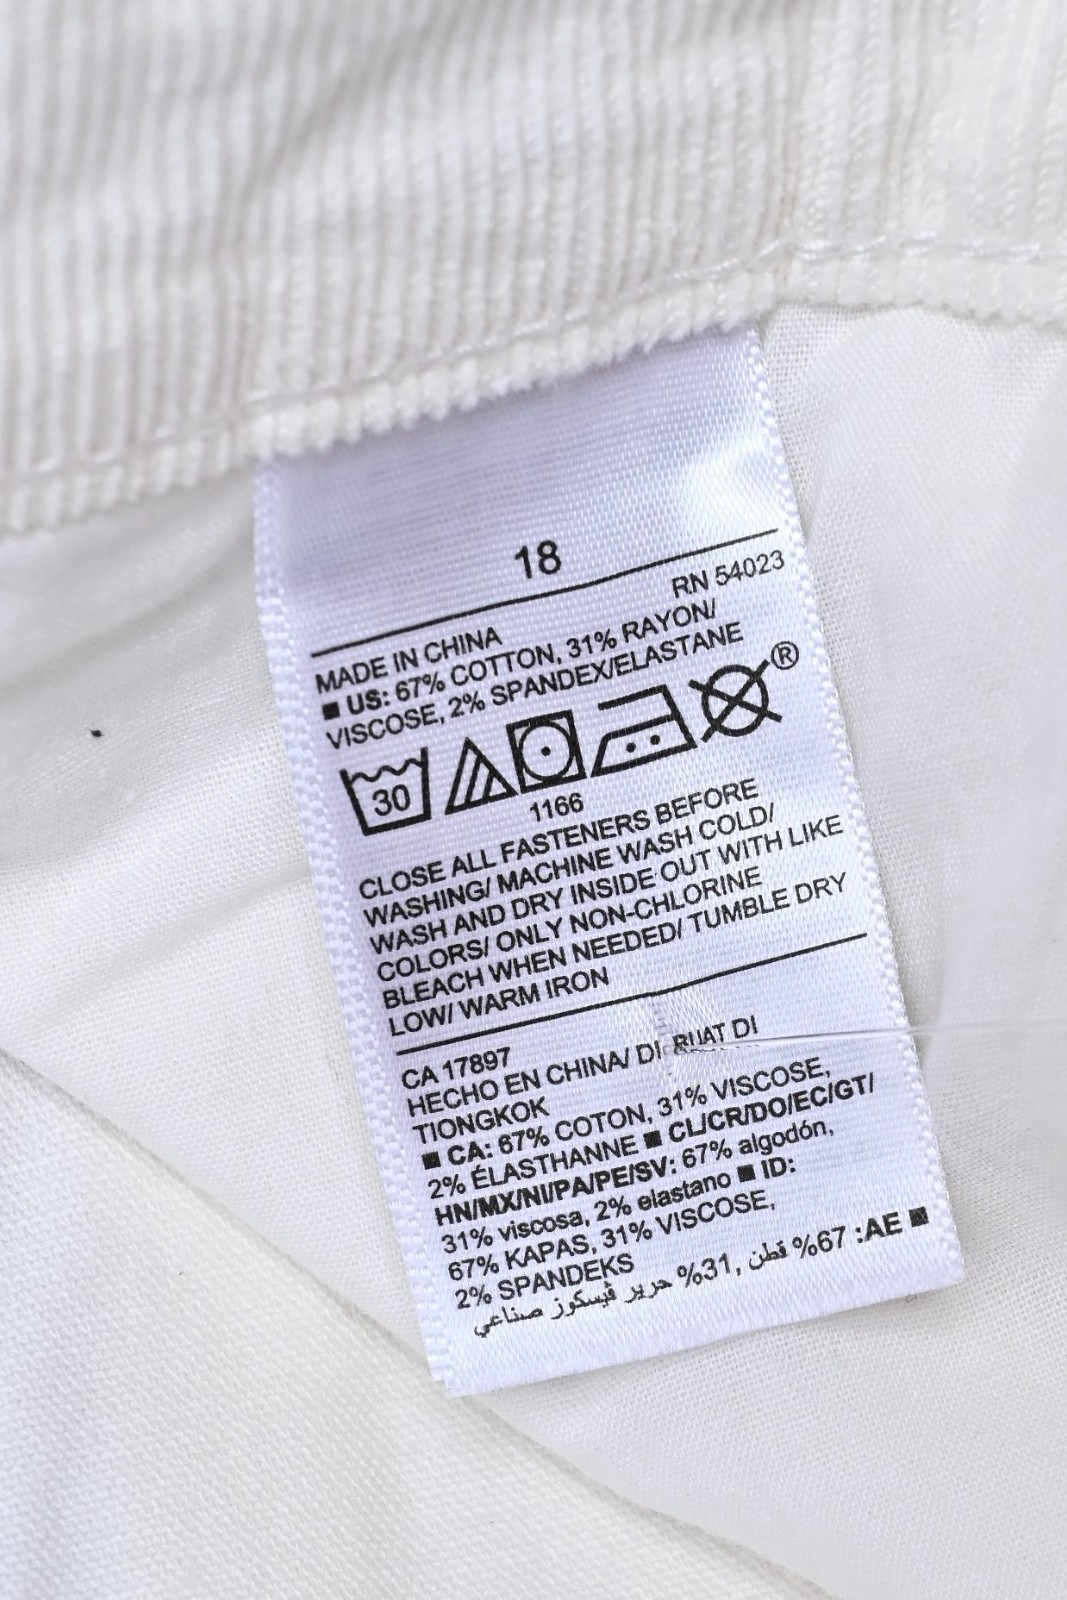 18
RN 54023
MADE IN CHINA
■ US: 67% COTTON, 31% RAYON/
VISCOSE, 2% SPANDEX/ELASTANE
30
®
1166
CLOSE ALL FASTENERS BEFORE
WASHING/ MACHINE WASH COLD/
WASH AND DRY INSIDE OUT WITH LIKE
COLORS/ ONLY NON-CHLORINE
BLEACH WHEN NEEDED/ TUMBLE DRY
LOW/ WARM IRON
CA 17897
HECHO EN CHINA/ DI DI
TIONGKOK
■ CA: 67% COTON, 31% VISCOSE,
2% ÉLASTHANNE ■ CL/CR/DO/EC/GT/
HN/MX/NI/PA/PE/SV: 67% algodón,
31% viscosa, 2% elastano ■ ID:
67% KAPAS, 31% VISCOSE,
2% SPANDEKS
■ AE: 67% قطن, 31% حرير ڤيسكوز صناعي